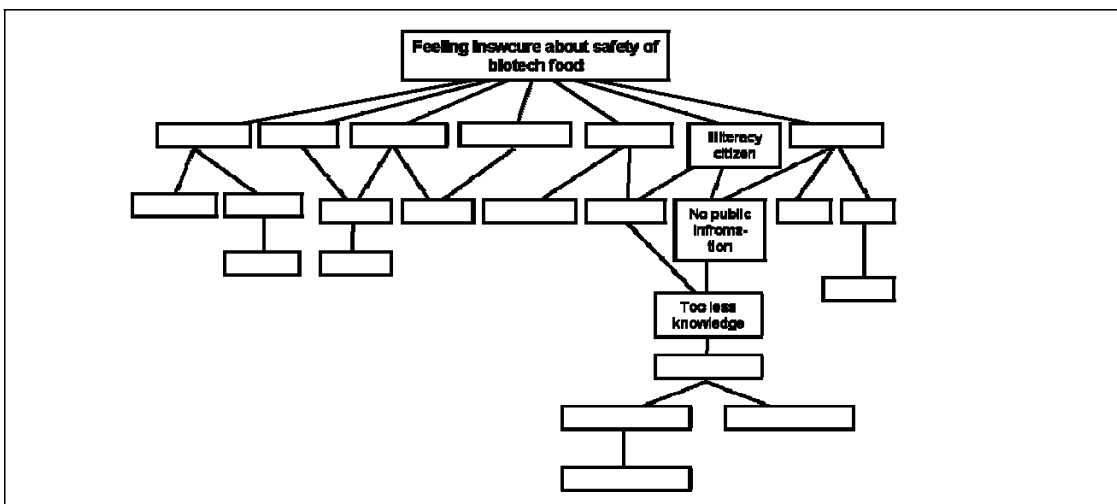 Feeling Inswcure about safety of
biotech food
Illiteracy
citizen
No public
Infroma-
tion
Too less
knowledge